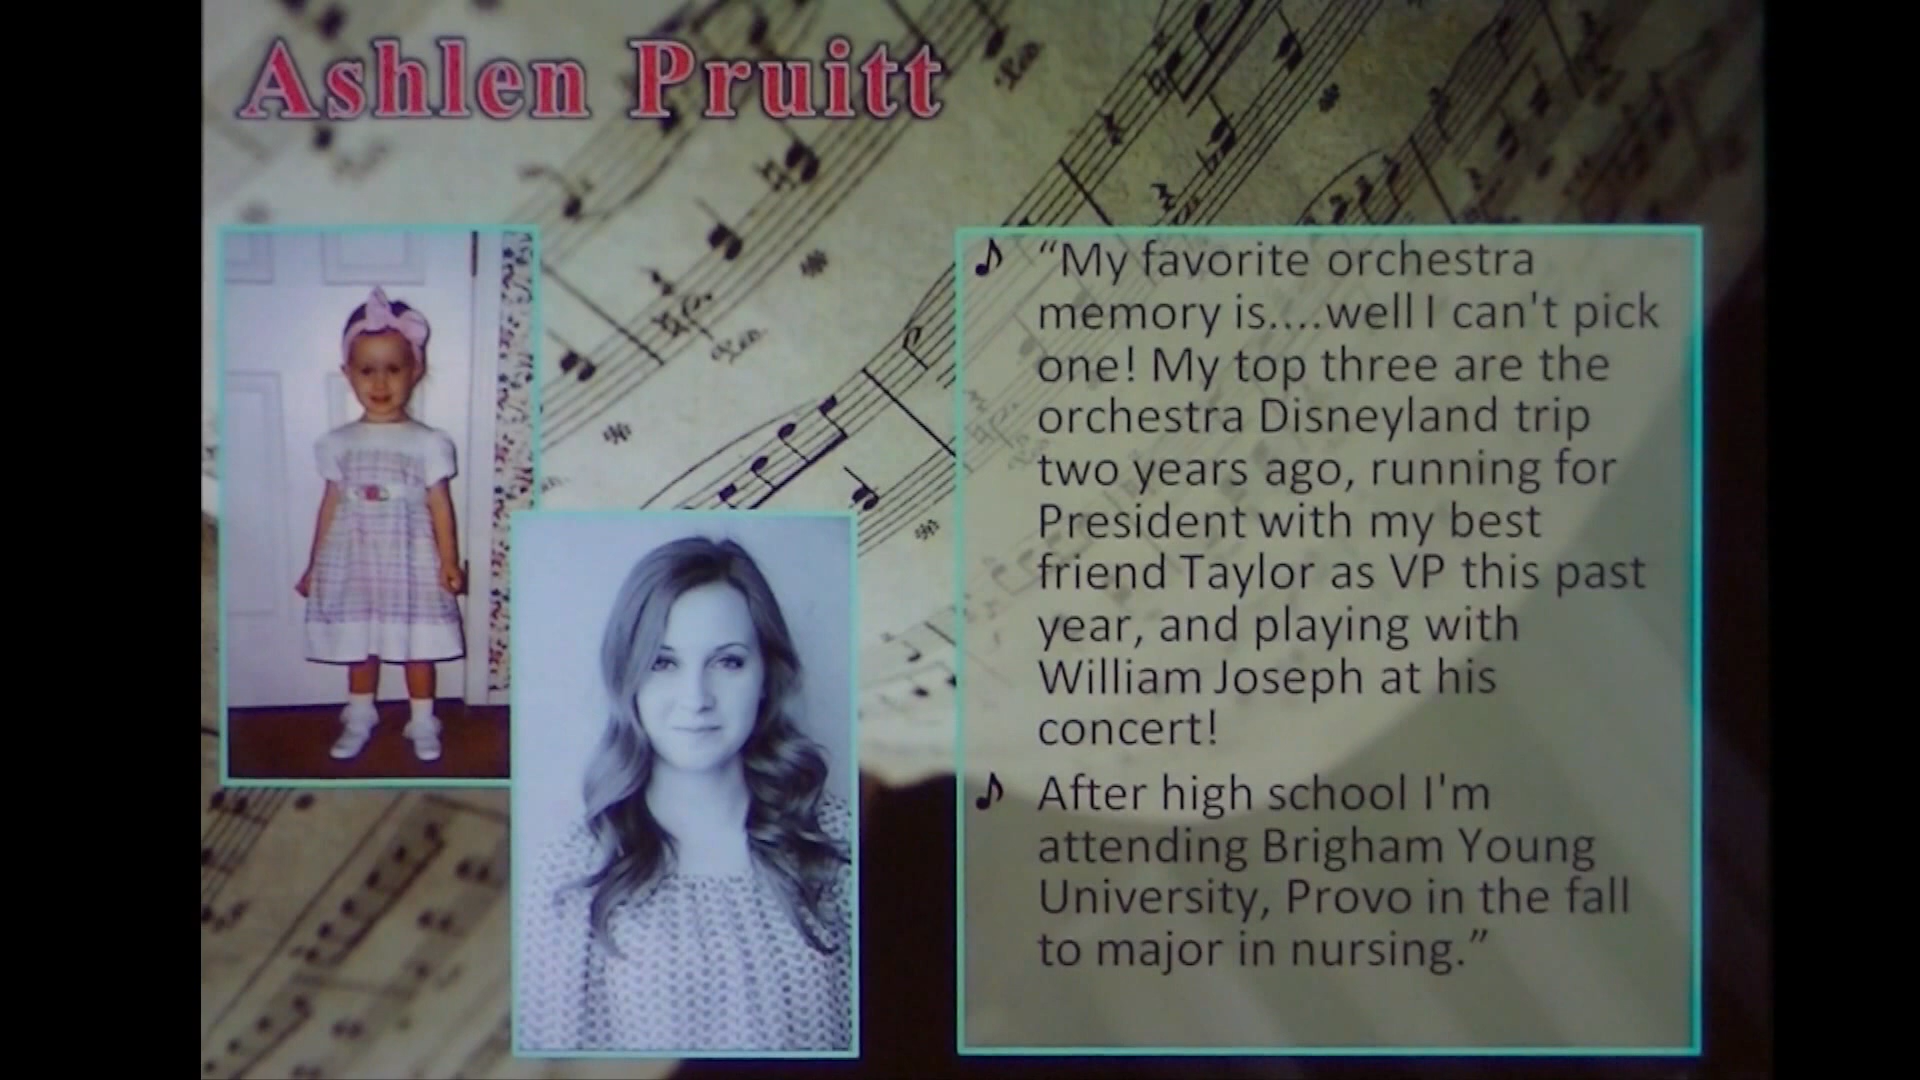 Ashlen Pruitt
“My favorite orchestra
memory is....well I can't pick
one! My top three are the
orchestra Disneyland trip
two years ago, running for
President with my best
friend Taylor as VP this past
year, and playing with
William Joseph at his
concert!
After high school I'm
attending Brigham Young
University, Provo in the fall
to major in nursing.”